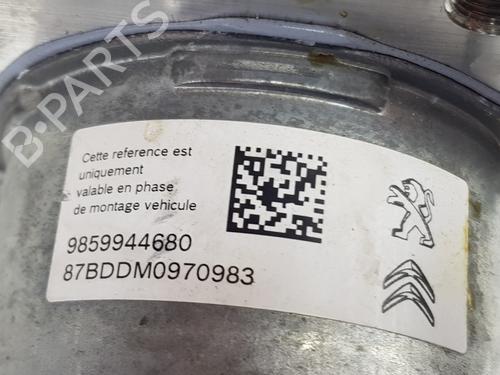 B-PARTS
Cette reference est
uniquement
valable en phase
de montage vehicule
9859944680
87BDDM0970983